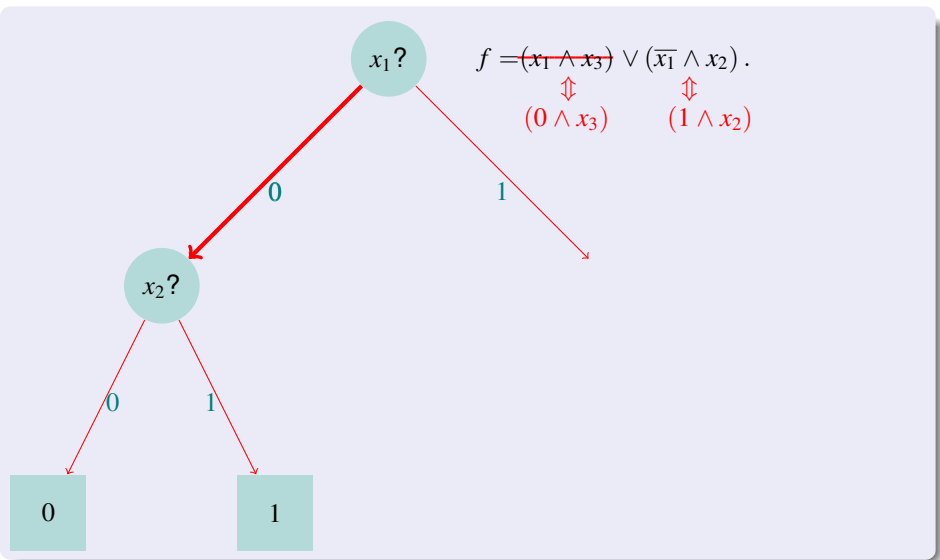 x₁? f =(x₁ ∧ x₃) ∨ (x̅₁ ∧ x₂) .
⇕ ⇕
(0 ∧ x₃) (1 ∧ x₂)
0 1
x₂?
0 1
0 1